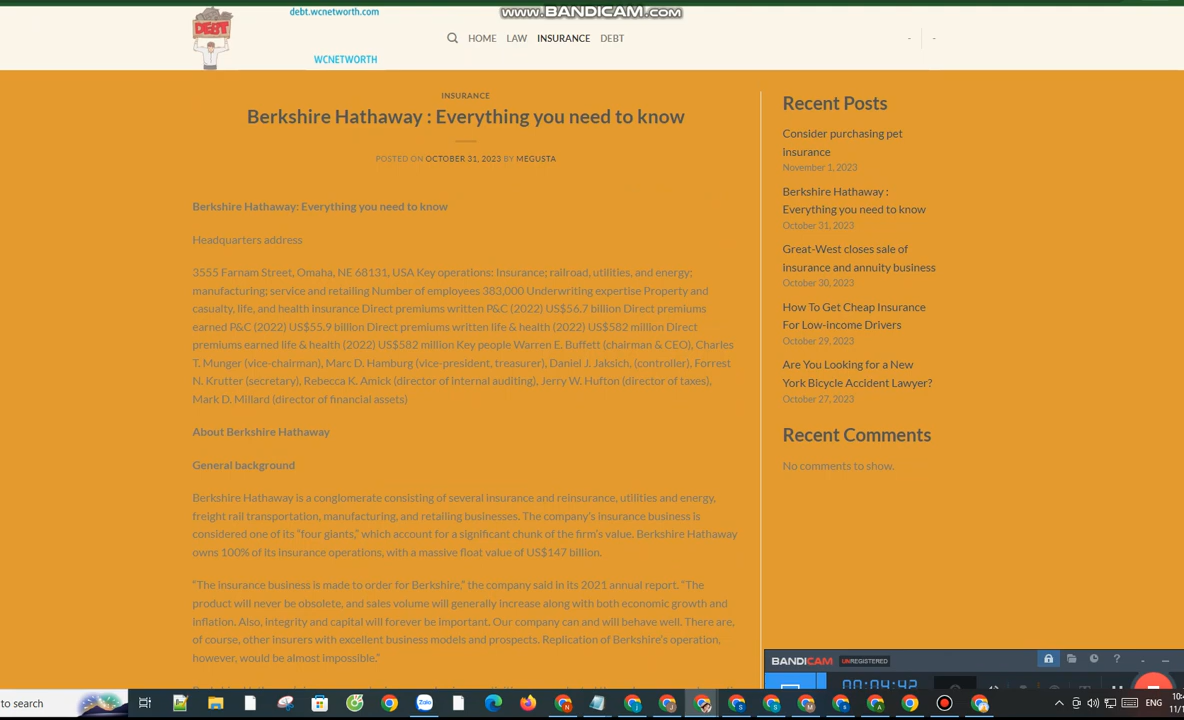 www.BANDICAM.com
debt.wcnetworth.com
DEBT
WCNETWORTH
HOME LAW INSURANCE DEBT
- -
INSURANCE
Berkshire Hathaway : Everything you need to know
POSTED ON OCTOBER 31, 2023 BY MEGUSTA
Berkshire Hathaway: Everything you need to know
Headquarters address
3555 Farnam Street, Omaha, NE 68131, USA Key operations: Insurance; railroad, utilities, and energy;
manufacturing; service and retailing Number of employees 383,000 Underwriting expertise Property and
casualty, life, and health insurance Direct premiums written P&C (2022) US$56.7 billion Direct premiums
earned P&C (2022) US$55.9 billion Direct premiums written life & health (2022) US$582 million Direct
premiums earned life & health (2022) US$582 million Key people Warren E. Buffett (chairman & CEO), Charles
T. Munger (vice-chairman), Marc D. Hamburg (vice-president, treasurer), Daniel J. Jaksich, (controller), Forrest
N. Krutter (secretary), Rebecca K. Amick (director of internal auditing), Jerry W. Hufton (director of taxes),
Mark D. Millard (director of financial assets)
About Berkshire Hathaway
General background
Berkshire Hathaway is a conglomerate consisting of several insurance and reinsurance, utilities and energy,
freight rail transportation, manufacturing, and retailing businesses. The company's insurance business is
considered one of its “four giants,” which account for a significant chunk of the firm's value. Berkshire Hathaway
owns 100% of its insurance operations, with a massive float value of US$147 billion.
“The insurance business is made to order for Berkshire,” the company said in its 2021 annual report. “The
product will never be obsolete, and sales volume will generally increase along with both economic growth and
inflation. Also, integrity and capital will forever be important. Our company can and will behave well. There are,
of course, other insurers with excellent business models and prospects. Replication of Berkshire's operation,
however, would be almost impossible.”
Recent Posts
Consider purchasing pet
insurance
November 1, 2023
Berkshire Hathaway :
Everything you need to know
October 31, 2023
Great-West closes sale of
insurance and annuity business
October 30, 2023
How To Get Cheap Insurance
For Low-income Drivers
October 29, 2023
Are You Looking for a New
York Bicycle Accident Lawyer?
October 27, 2023
Recent Comments
No comments to show.
BANDICAM UNREGISTERED
00:04:42
to search
Zalo
ENG
10:4
11/1